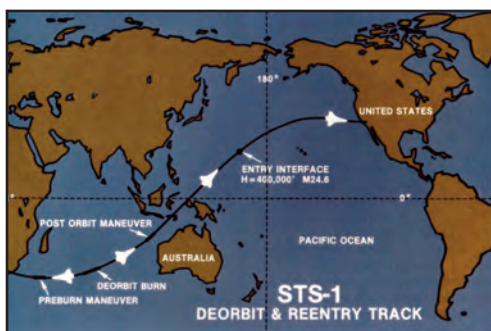 180°
UNITED STATES
ENTRY INTERFACE
H=400,000' M24.6
0°
POST ORBIT MANEUVER
AUSTRALIA
PACIFIC OCEAN
DEORBIT BURN
PREBURN MANEUVER
STS-1
DEORBIT & REENTRY TRACK